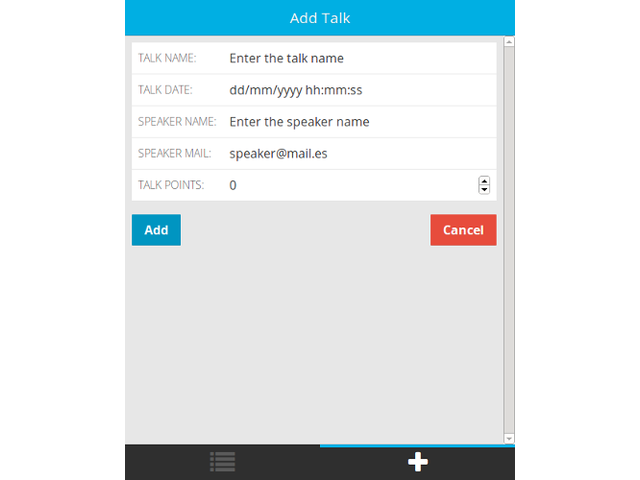 Add Talk
TALK NAME: Enter the talk name
TALK DATE: dd/mm/yyyy hh:mm:ss
SPEAKER NAME: Enter the speaker name
SPEAKER MAIL: speaker@mail.es
TALK POINTS: 0
Add Cancel